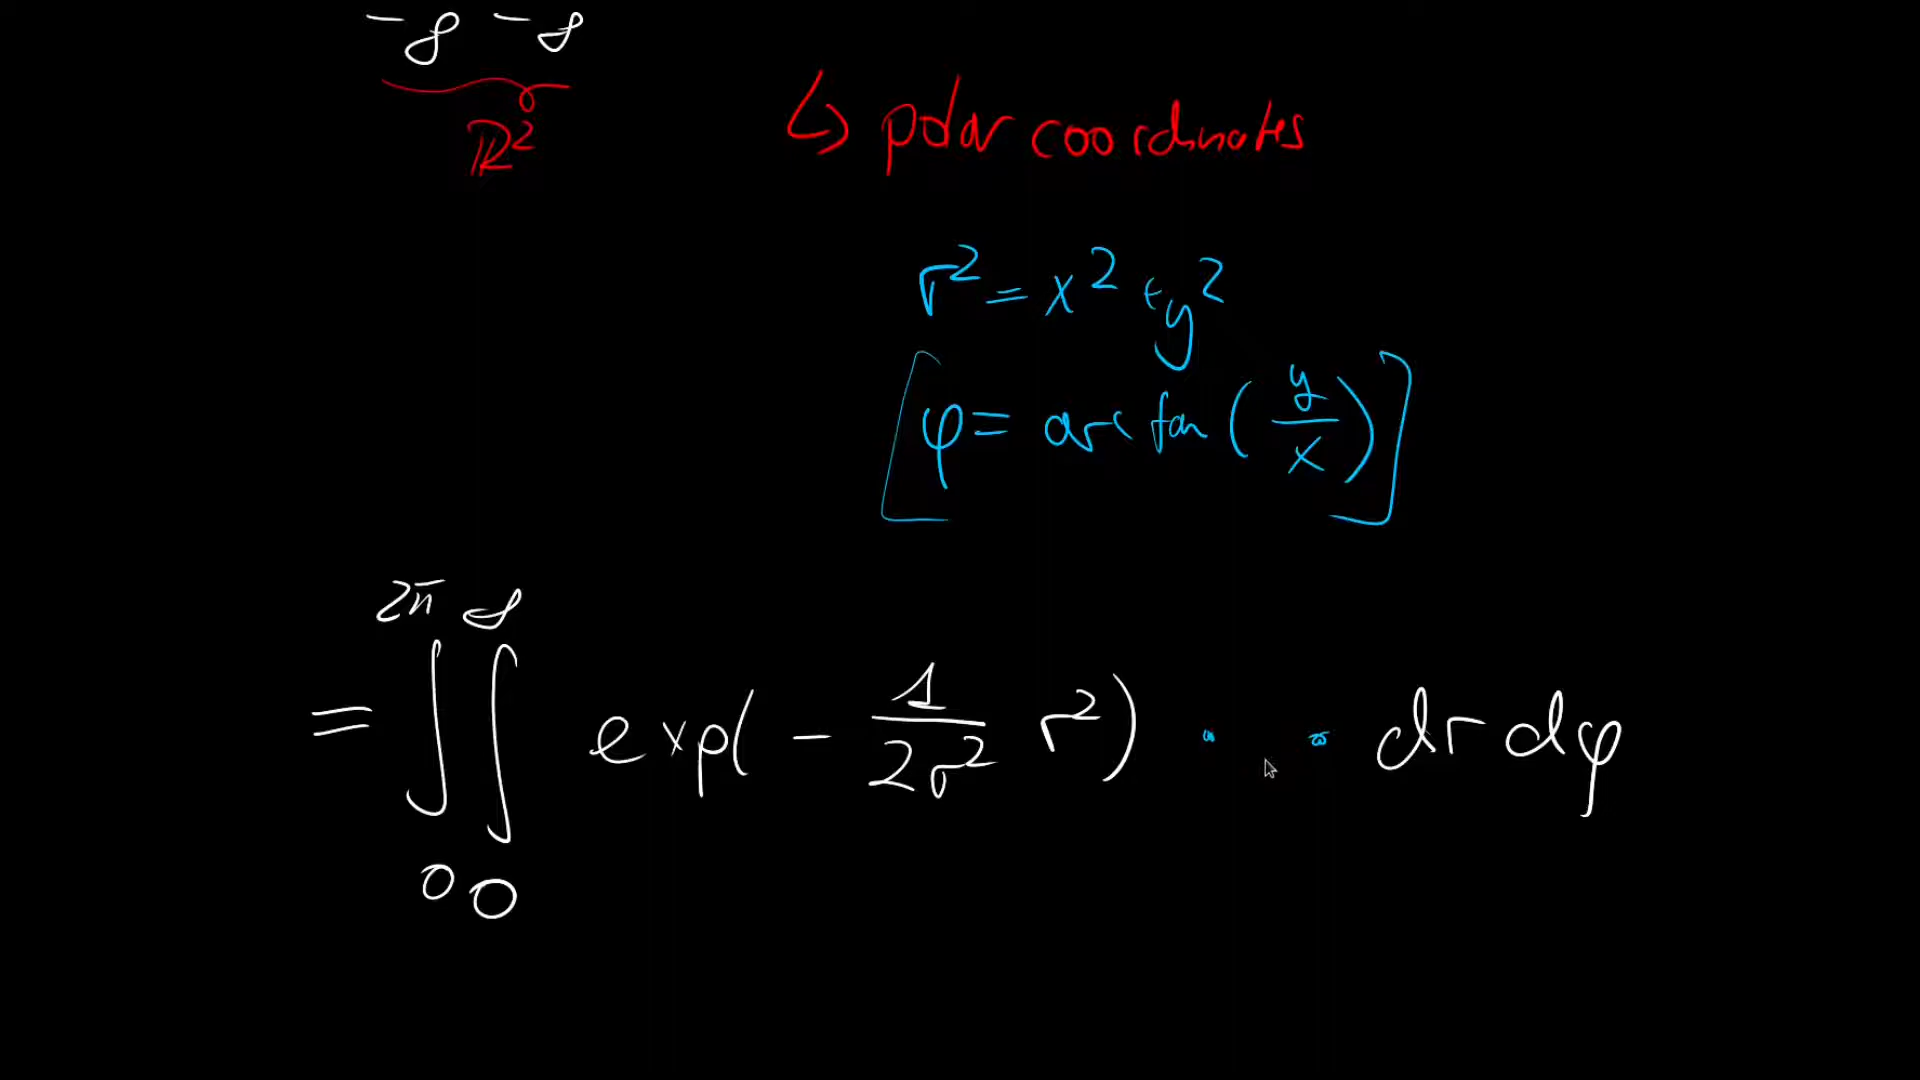 -∞ -∞
ℝ²
↳ polar coordinates
r² = x² + y²
[φ = arctan(y/x)]
2π ∞
= ∫∫ exp(- 1/2σ² r²) · · dr dφ
0 0